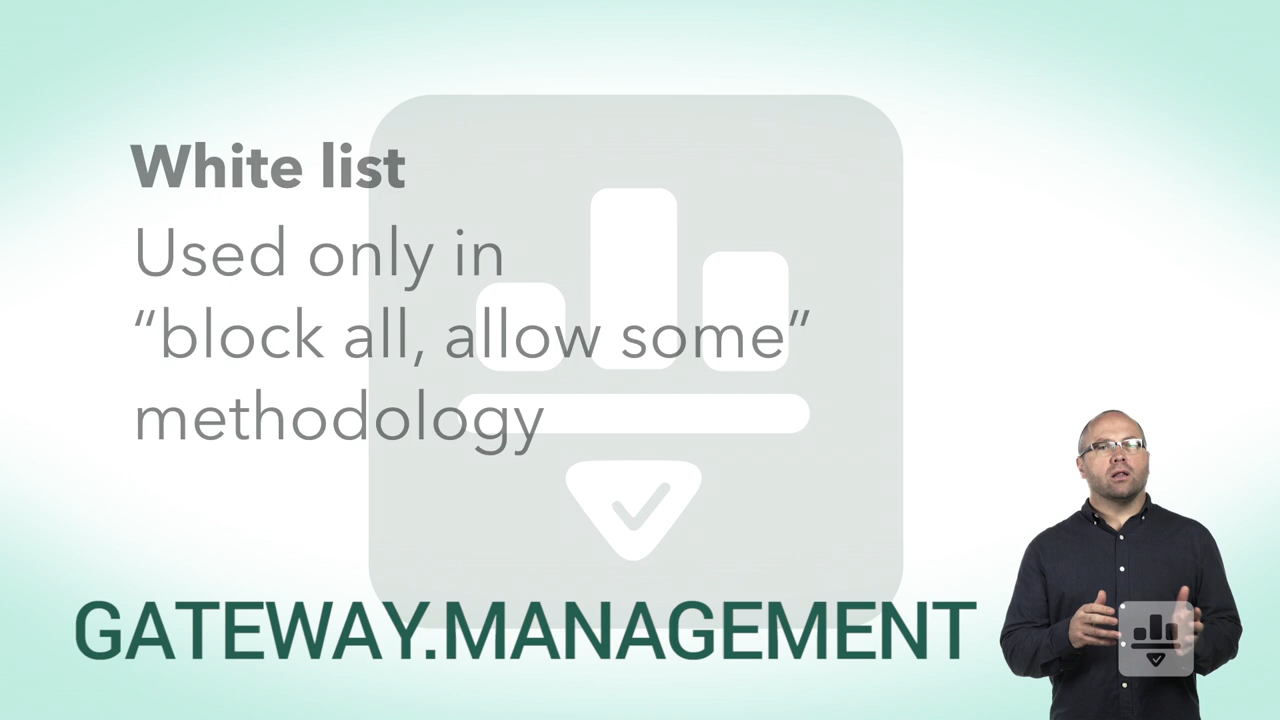 White list
Used only in
“block all, allow some”
methodology
GATEWAY.MANAGEMENT